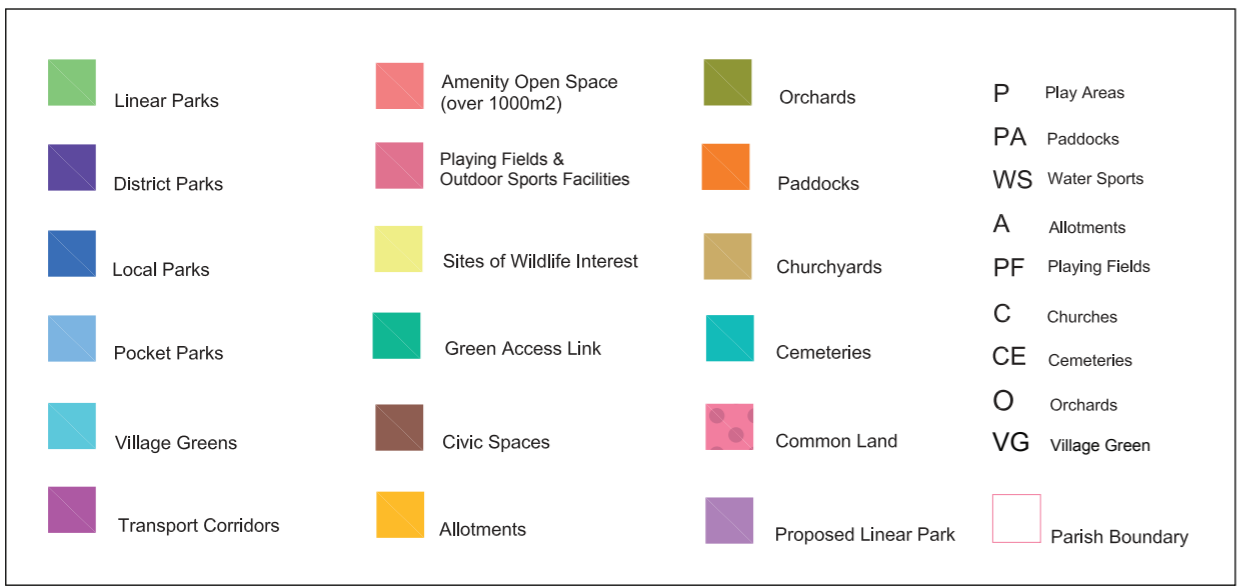 Linear Parks
District Parks
Local Parks
Pocket Parks
Village Greens
Transport Corridors
Amenity Open Space
(over 1000m2)
Playing Fields &
Outdoor Sports Facilities
Sites of Wildlife Interest
Green Access Link
Civic Spaces
Allotments
Orchards
Paddocks
Churchyards
Cemeteries
Common Land
Proposed Linear Park
P Play Areas
PA Paddocks
WS Water Sports
A Allotments
PF Playing Fields
C Churches
CE Cemeteries
O Orchards
VG Village Green
Parish Boundary